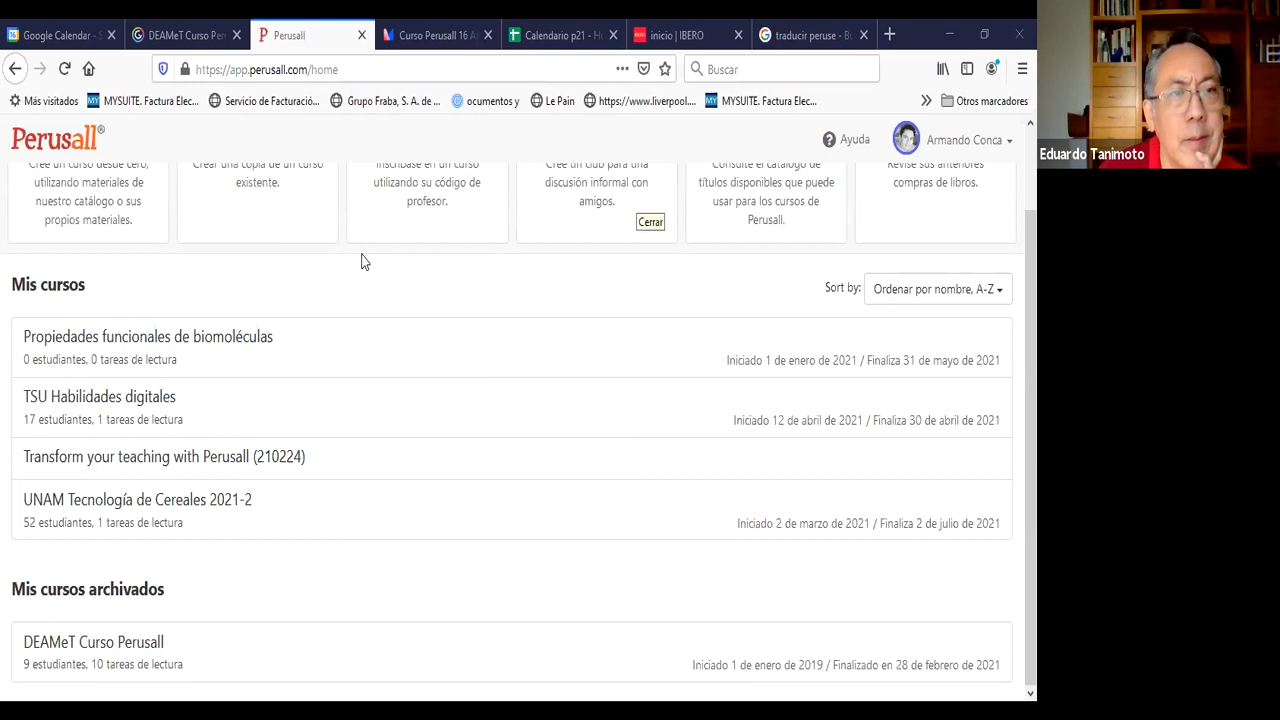 Google Calendar - S
DEAMeT Curso Per
Perusall
Curso Perusall 16 A
Calendario p21 - Ho
inicio | IBERO
traducir peruse - Bu
https://app.perusall.com/home
Buscar
Más visitados
MYSUITE. Factura Elec...
Servicio de Facturació...
Grupo Fraba, S. A. de ...
ocumentos y
Le Pain
https://www.liverpool....
MYSUITE. Factura Elec...
Otros marcadores
Perusall®
Ayuda
Armando Conca
Eduardo Tanimoto
Cree un curso desde cero,
utilizando materiales de
nuestro catálogo o sus
propios materiales.
Crear una copia de un curso
existente.
Inscríbase en un curso
utilizando su código de
profesor.
Cree un club para una
discusión informal con
amigos.
Cerrar
Consulte el catálogo de
títulos disponibles que puede
usar para los cursos de
Perusall.
Revise sus anteriores
compras de libros.
Mis cursos
Sort by:
Ordenar por nombre, A-Z
Propiedades funcionales de biomoléculas
0 estudiantes, 0 tareas de lectura
Iniciado 1 de enero de 2021 / Finaliza 31 de mayo de 2021
TSU Habilidades digitales
17 estudiantes, 1 tareas de lectura
Iniciado 12 de abril de 2021 / Finaliza 30 de abril de 2021
Transform your teaching with Perusall (210224)
UNAM Tecnología de Cereales 2021-2
52 estudiantes, 1 tareas de lectura
Iniciado 2 de marzo de 2021 / Finaliza 2 de julio de 2021
Mis cursos archivados
DEAMeT Curso Perusall
9 estudiantes, 10 tareas de lectura
Iniciado 1 de enero de 2019 / Finalizado en 28 de febrero de 2021